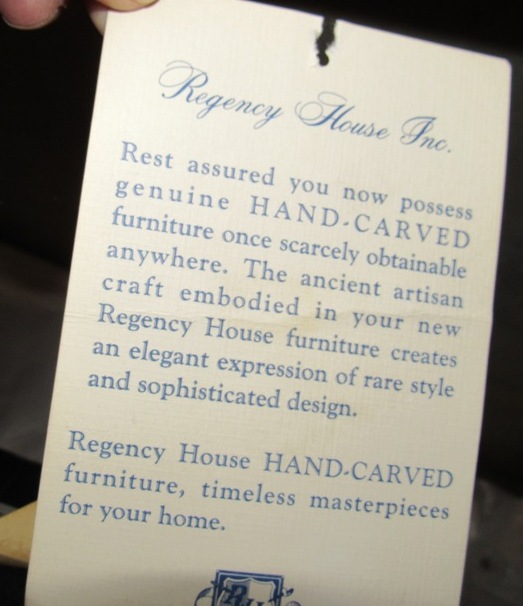 Regency House Inc.
Rest assured you now possess
genuine HAND-CARVED
furniture once scarcely obtainable
anywhere. The ancient artisan
craft embodied in your new
Regency House furniture creates
an elegant expression of rare style
and sophisticated design.
Regency House HAND-CARVED
furniture, timeless masterpieces
for your home.
RH